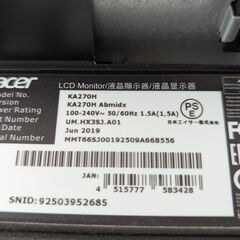 acer
LCD Monitor/液晶顯示器/液晶显示器
KA270H
KA270H Abmidx
100-240V~ 50/60Hz 1.5A(1,5A)
UM.HX3SJ.A01
Jun 2019
MMT66SJ00192509A668556
PSE
日本エイサー株式会社
JAN:
4 515777 583428
SNID: 92503952685